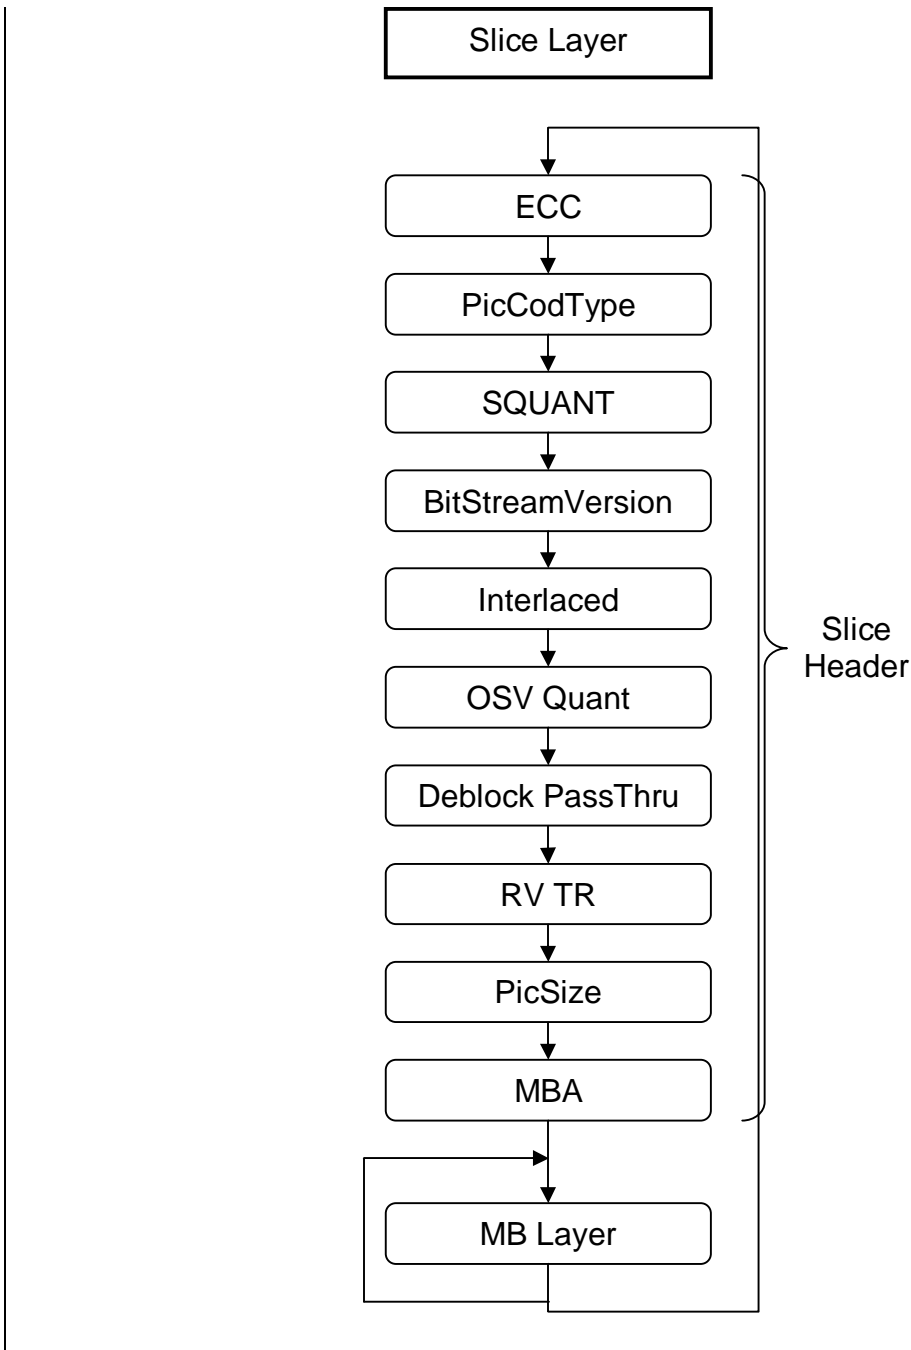 Slice Layer
ECC
PicCodType
SQUANT
BitStreamVersion
Interlaced
OSV Quant
Deblock PassThru
RV TR
PicSize
MBA
MB Layer
Slice
Header